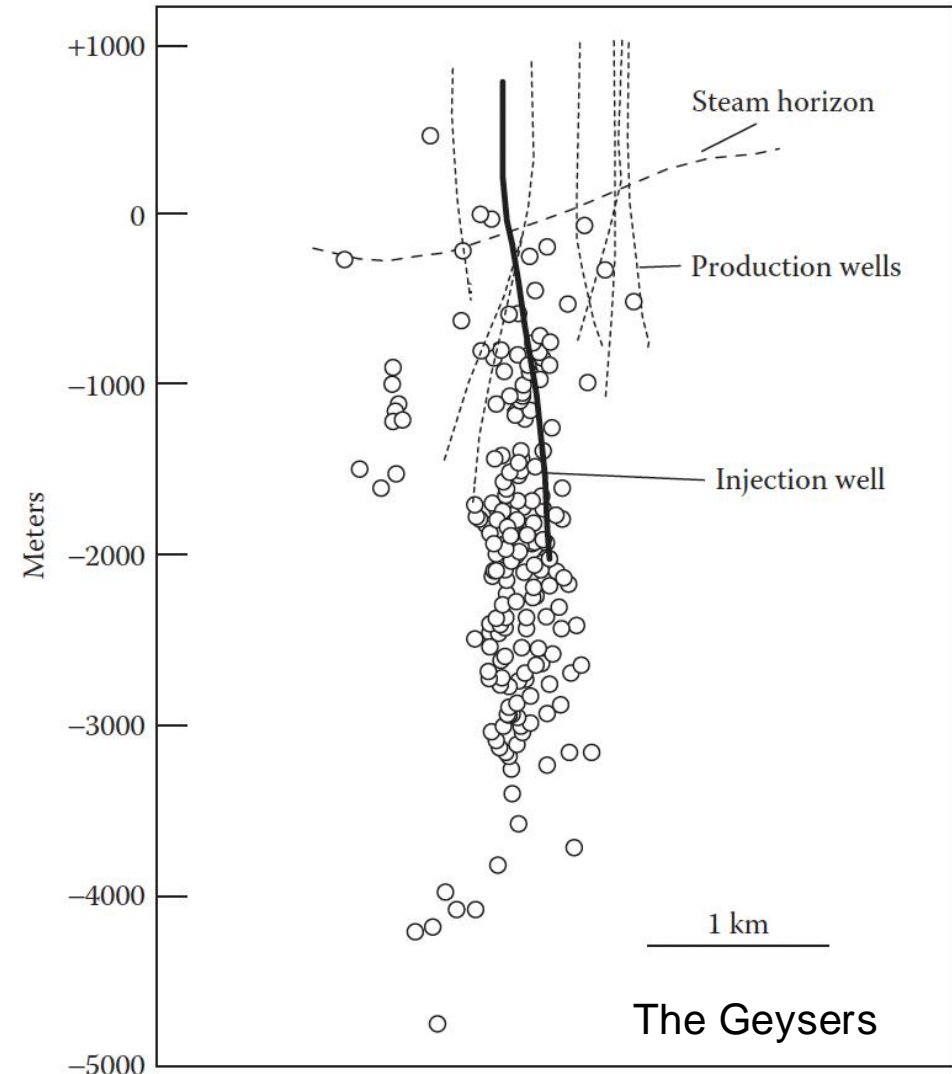 +1000
Steam horizon
0
Production wells
−1000
Injection well
Meters
−2000
−3000
−4000
1 km
The Geysers
−5000